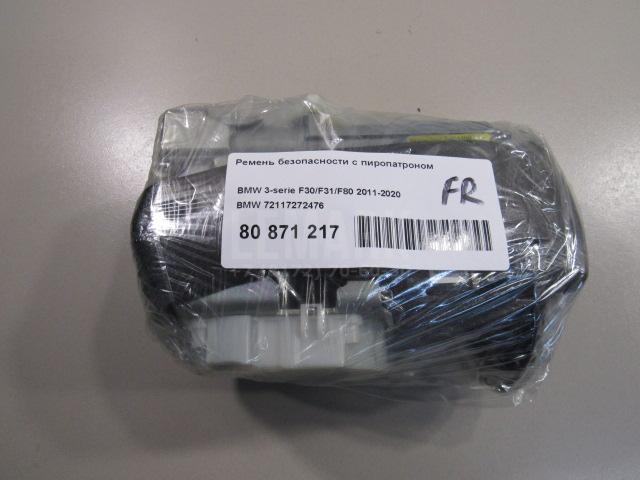 Ремень безопасности с пиропатроном
FR
BMW 3-serie F30/F31/F80 2011-2020
BMW 72117272476
80 871 217